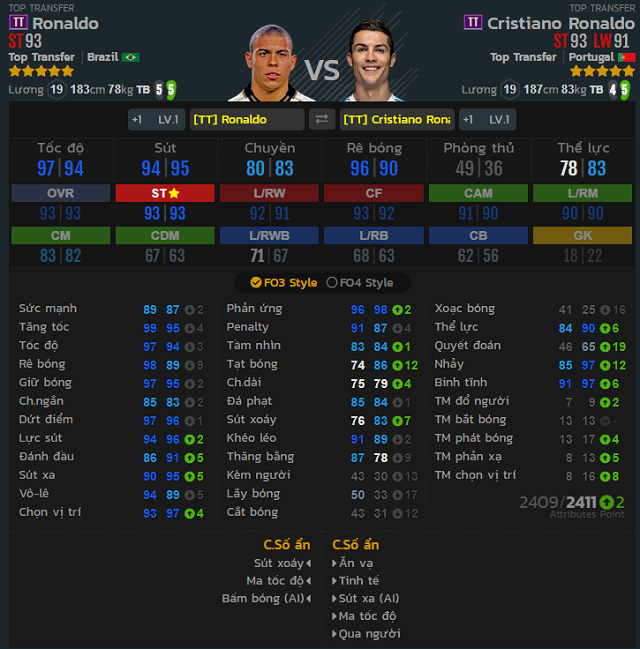 TOP TRANSFER
TT Ronaldo
ST 93
Top Transfer | Brazil
Lương 19 183cm 78kg TB 5 5
VS
TOP TRANSFER
TT Cristiano Ronaldo
ST 93 LW 91
Top Transfer | Portugal
Lương 19 187cm 83kg TB 4 5
+1 LV.1 [TT] Ronaldo [TT] Cristiano Ron +1 LV.1
Tốc độ Sút Chuyền Rê bóng Phòng thủ Thể lực
97|94 94|95 80|83 96|90 49|36 78|83
OVR ST L/RW CF CAM L/RM
93|93 93|93 92|91 93|92 91|90 90|90
CM CDM L/RWB L/RB CB GK
83|82 67|63 71|67 68|63 62|56 18|22
FO3 Style FO4 Style
Sức mạnh 89 87 2
Tăng tốc 99 95 4
Tốc độ 97 94 3
Rê bóng 98 89 9
Giữ bóng 97 95 2
Ch.ngắn 85 83 2
Dứt điểm 97 96 1
Lực sút 94 96 2
Đánh đầu 86 91 5
Sút xa 90 95 5
Vô-lê 94 89 5
Chọn vị trí 93 97 4
Phản ứng 96 98 2
Penalty 91 87 4
Tầm nhìn 83 84 1
Tạt bóng 74 86 12
Ch.dài 75 79 4
Đá phạt 85 84 1
Sút xoáy 76 83 7
Khéo léo 91 89 2
Thăng bằng 87 78 9
Kèm người 43 30 13
Lấy bóng 50 33 17
Cắt bóng 43 31 12
Xoạc bóng 41 25 16
Thể lực 84 90 6
Quyết đoán 46 65 19
Nhảy 85 97 12
Bình tĩnh 91 97 6
TM đổ người 7 9 2
TM bắt bóng 13 13 -
TM phát bóng 13 17 4
TM phản xạ 8 13 5
TM chọn vị trí 8 16 8
2409/2411 2
Attributes Point
C.Số ẩn
Sút xoáy
Ma tốc độ
Bấm bóng (AI)
C.Số ẩn
Ăn vạ
Tinh tế
Sút xa (AI)
Ma tốc độ
Qua người